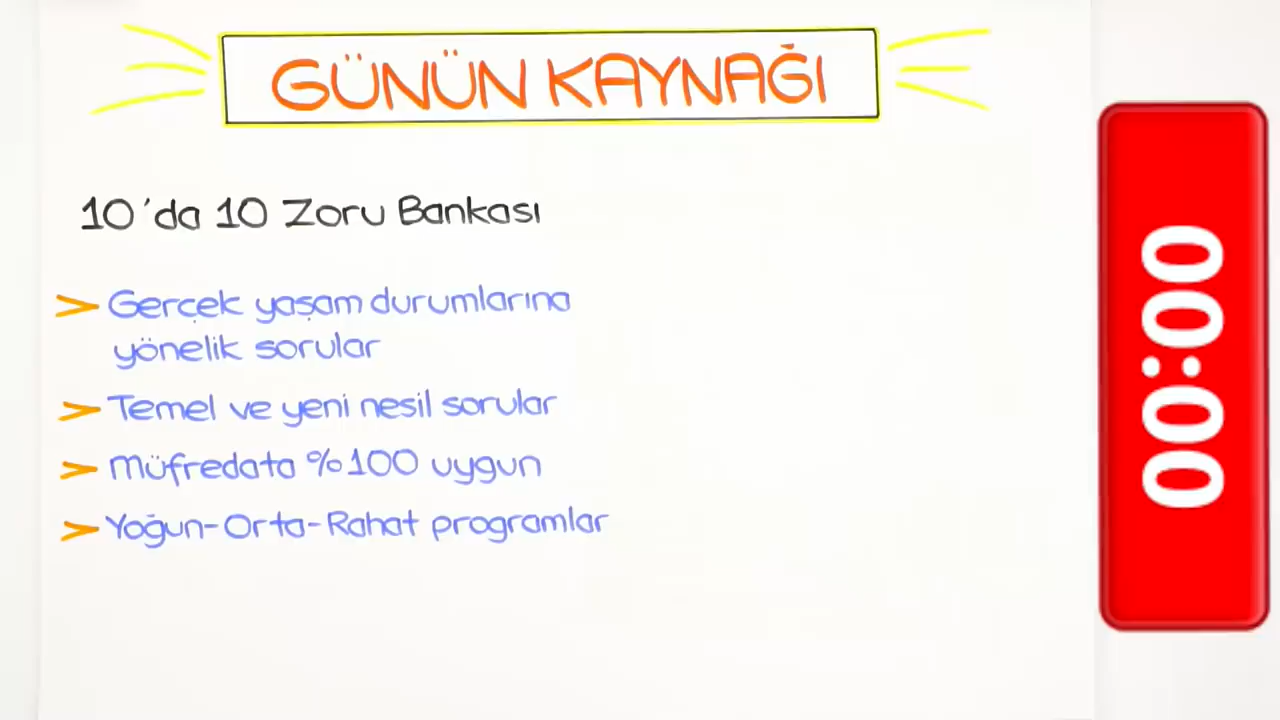 GÜNÜN KAYNAĞI
10'da 10 Zoru Bankası
> Gerçek yaşam durumlarına
yönelik sorular
> Temel ve yeni nesil sorular
> Müfredata %100 uygun
> Yoğun-Orta-Rahat programlar
00:00